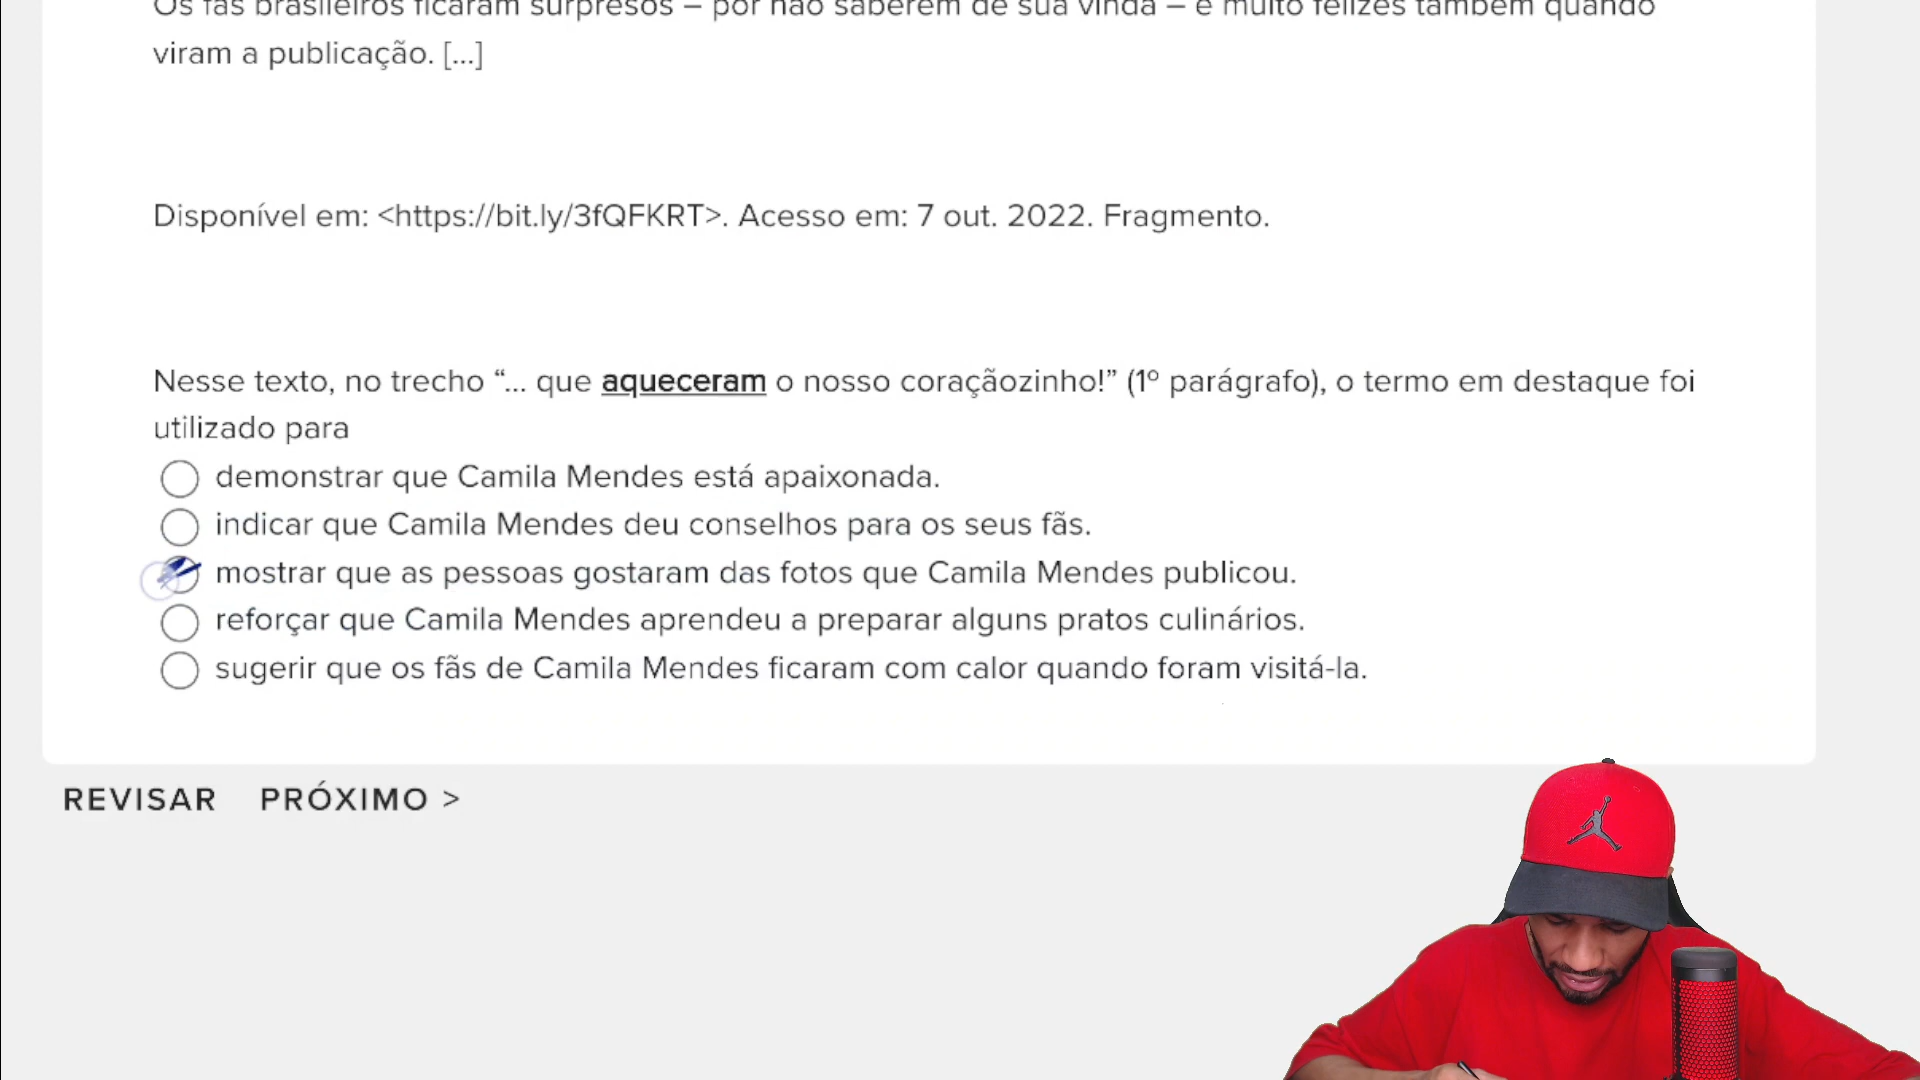 Os fãs brasileiros ficaram surpresos – por não saberem de sua vinda – e muito felizes também quando
viram a publicação. [...]
Disponível em: <https://bit.ly/3fQFKRT>. Acesso em: 7 out. 2022. Fragmento.
Nesse texto, no trecho “... que aqueceram o nosso coraçãozinho!” (1º parágrafo), o termo em destaque foi
utilizado para
demonstrar que Camila Mendes está apaixonada.
indicar que Camila Mendes deu conselhos para os seus fãs.
mostrar que as pessoas gostaram das fotos que Camila Mendes publicou.
reforçar que Camila Mendes aprendeu a preparar alguns pratos culinários.
sugerir que os fãs de Camila Mendes ficaram com calor quando foram visitá-la.
REVISAR PRÓXIMO >